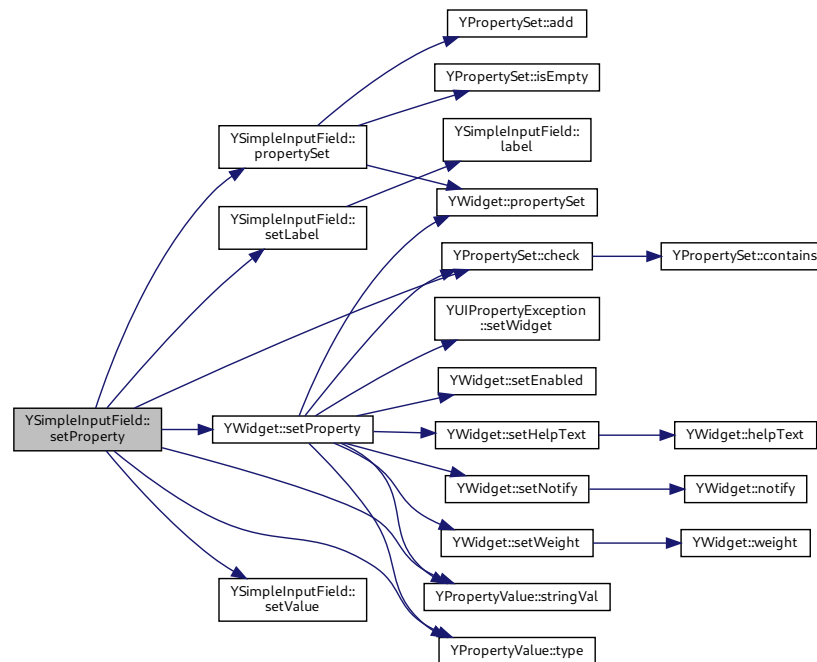 YPropertySet::add
YPropertySet::isEmpty
YSimpleInputField::
propertySet
YSimpleInputField::
label
YWidget::propertySet
YSimpleInputField::
setLabel
YPropertySet::check
YPropertySet::contains
YUIPropertyException
::setWidget
YWidget::setEnabled
YSimpleInputField::
setProperty
YWidget::setProperty
YWidget::setHelpText
YWidget::helpText
YWidget::setNotify
YWidget::notify
YWidget::setWeight
YWidget::weight
YSimpleInputField::
setValue
YPropertyValue::stringVal
YPropertyValue::type